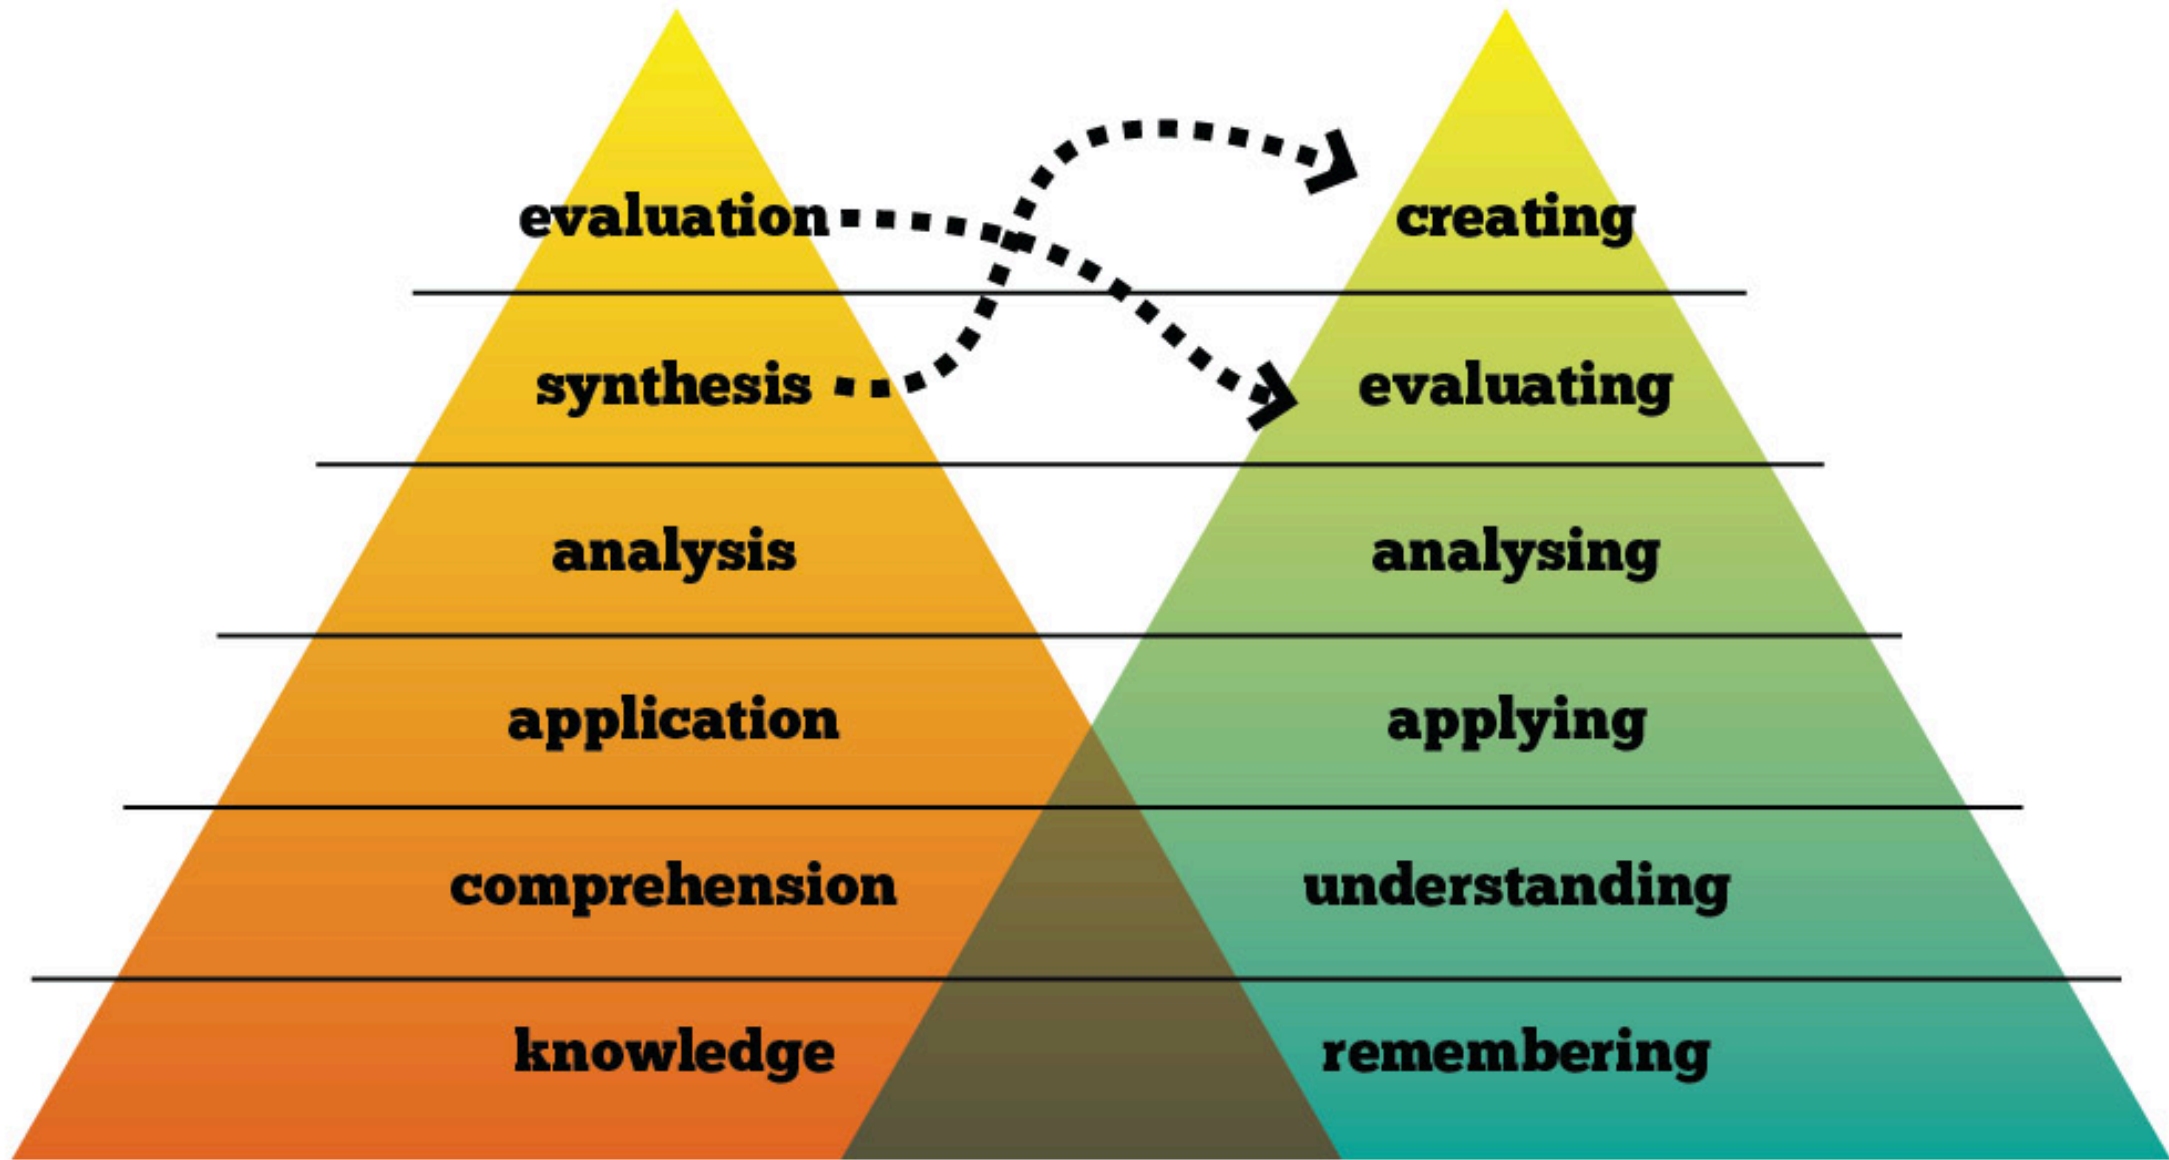 evaluation creating
synthesis evaluating
analysis analysing
application applying
comprehension understanding
knowledge remembering